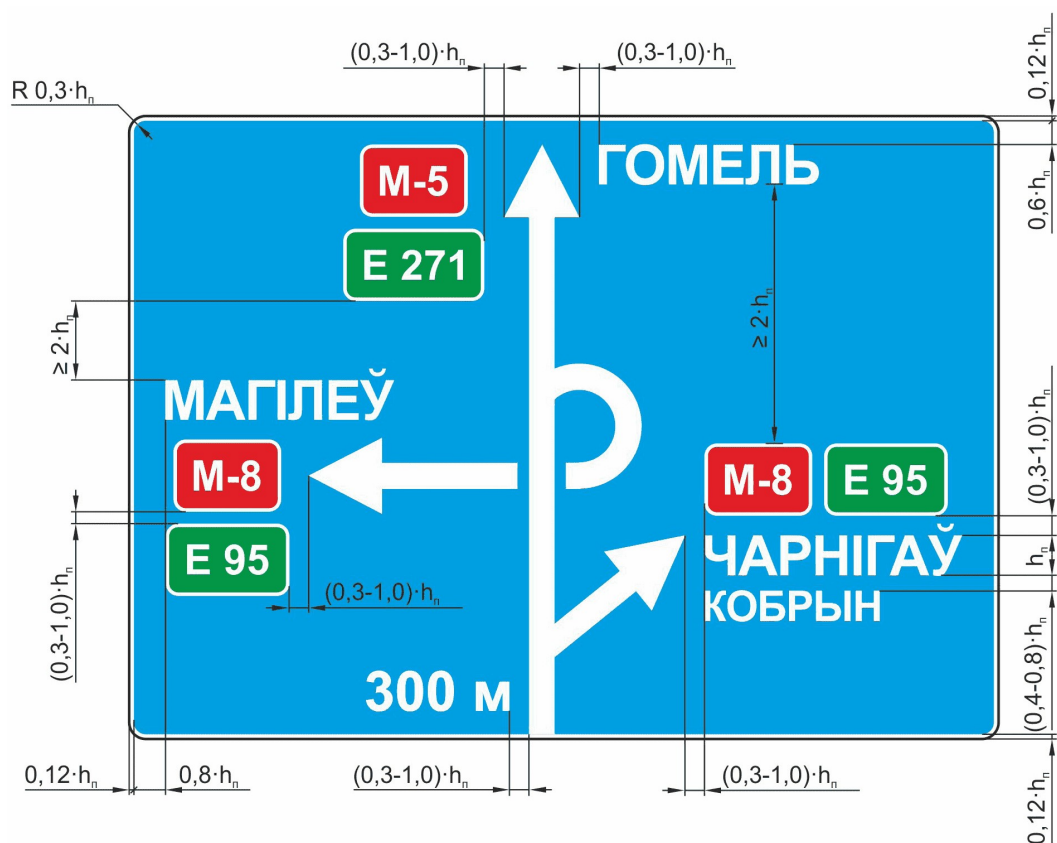 (0,3-1,0)·hп
(0,3-1,0)·hп
0,12·hп
R 0,3·hп
М-5
ГОМЕЛЬ
0,6·hп
Е 271
≥ 2·hп
≥ 2·hп
МАГІЛЕЎ
М-8
М-8
Е 95
(0,3-1,0)·hп
Е 95
(0,3-1,0)·hп
ЧАРНІГАЎ
hп
(0,3-1,0)·hп
КОБРЫН
(0,4-0,8)·hп
300 м
0,12·hп
0,8·hп
(0,3-1,0)·hп
(0,3-1,0)·hп
0,12·hп